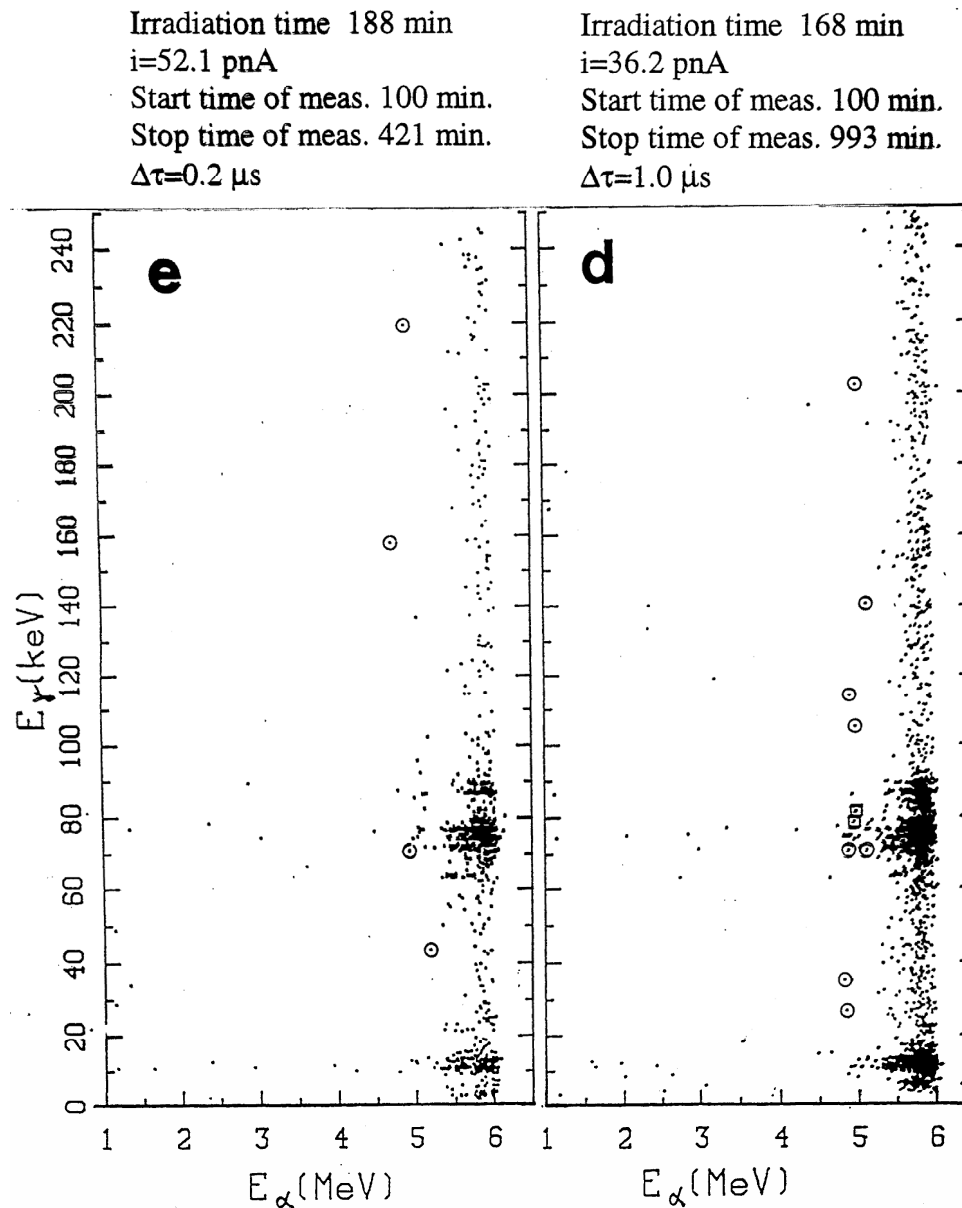 Irradiation time 188 min
i=52.1 pnA
Start time of meas. 100 min.
Stop time of meas. 421 min.
Δτ=0.2 μs
Irradiation time 168 min
i=36.2 pnA
Start time of meas. 100 min.
Stop time of meas. 993 min.
Δτ=1.0 μs
e
d
E γ(keV)
240
220
200
180
160
140
120
100
80
60
40
20
0
1 2 3 4 5 6
1 2 3 4 5 6
E α(MeV)
E α(MeV)